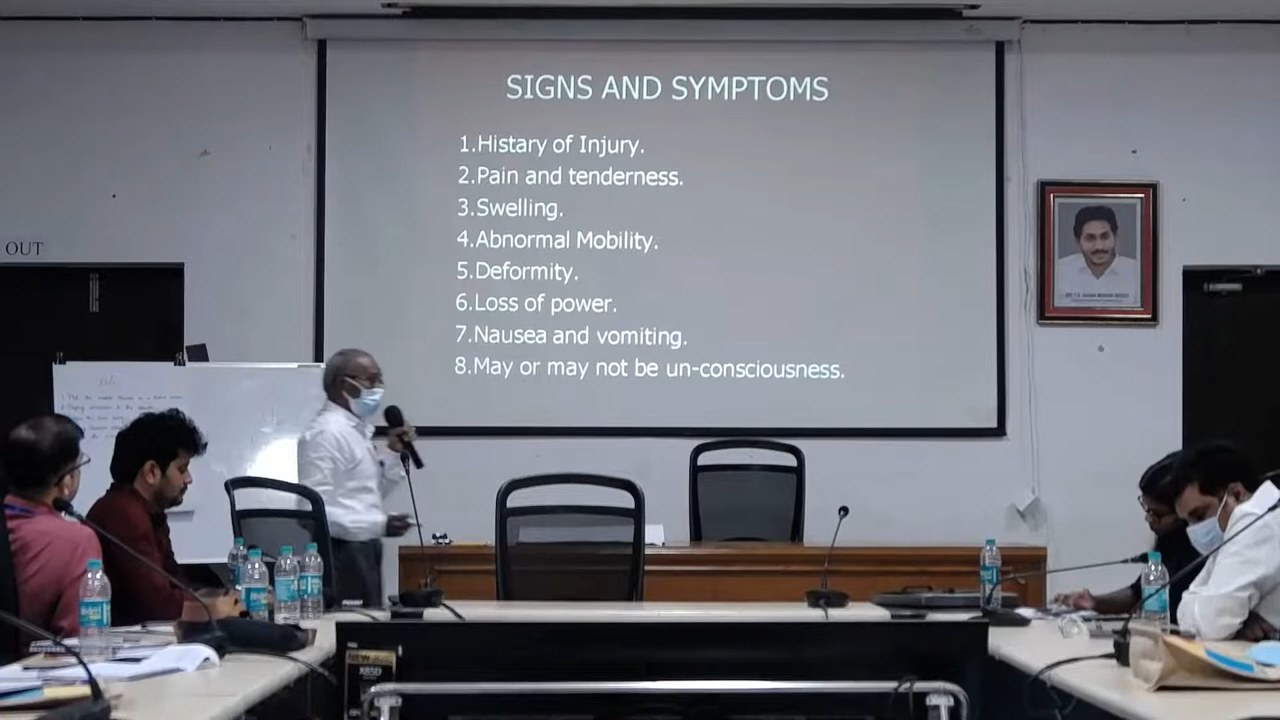 SIGNS AND SYMPTOMS
1.Histary of Injury.
2.Pain and tenderness.
3.Swelling.
4.Abnormal Mobility.
5.Deformity.
6.Loss of power.
7.Nausea and vomiting.
8.May or may not be un-consciousness.
OUT